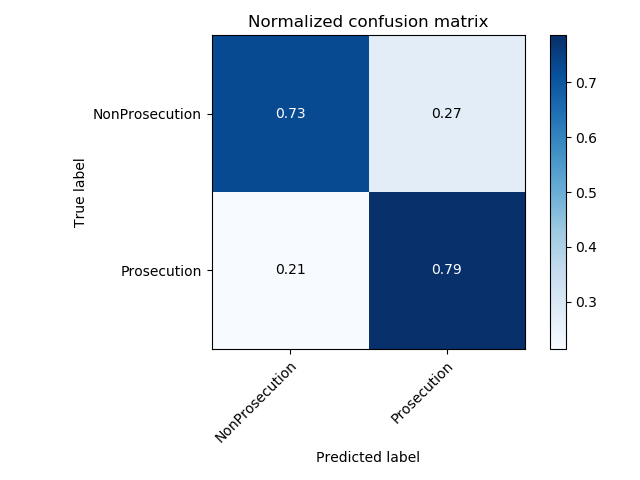 Normalized confusion matrix
True label
NonProsecution
0.73
0.27
Prosecution
0.21
0.79
NonProsecution
Prosecution
Predicted label
0.7
0.6
0.5
0.4
0.3